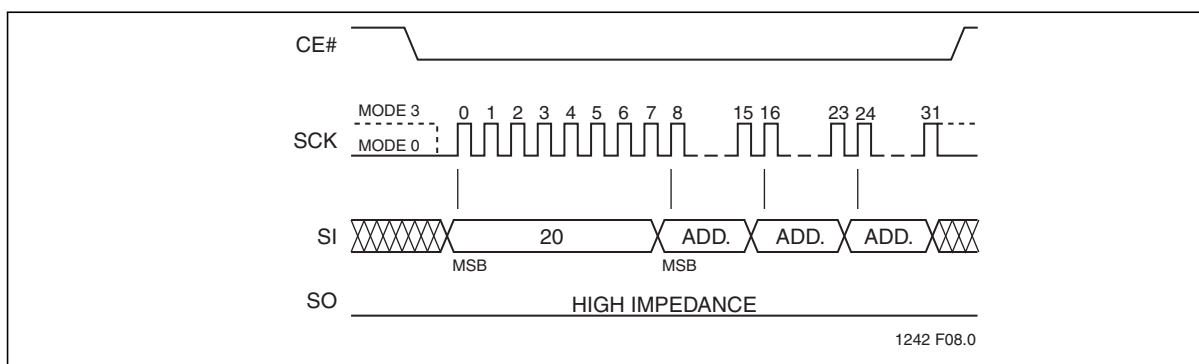 CE#
MODE 3 0 1 2 3 4 5 6 7 8 15 16 23 24 31
SCK MODE 0
SI 20 ADD. ADD. ADD.
MSB MSB
SO HIGH IMPEDANCE
1242 F08.0